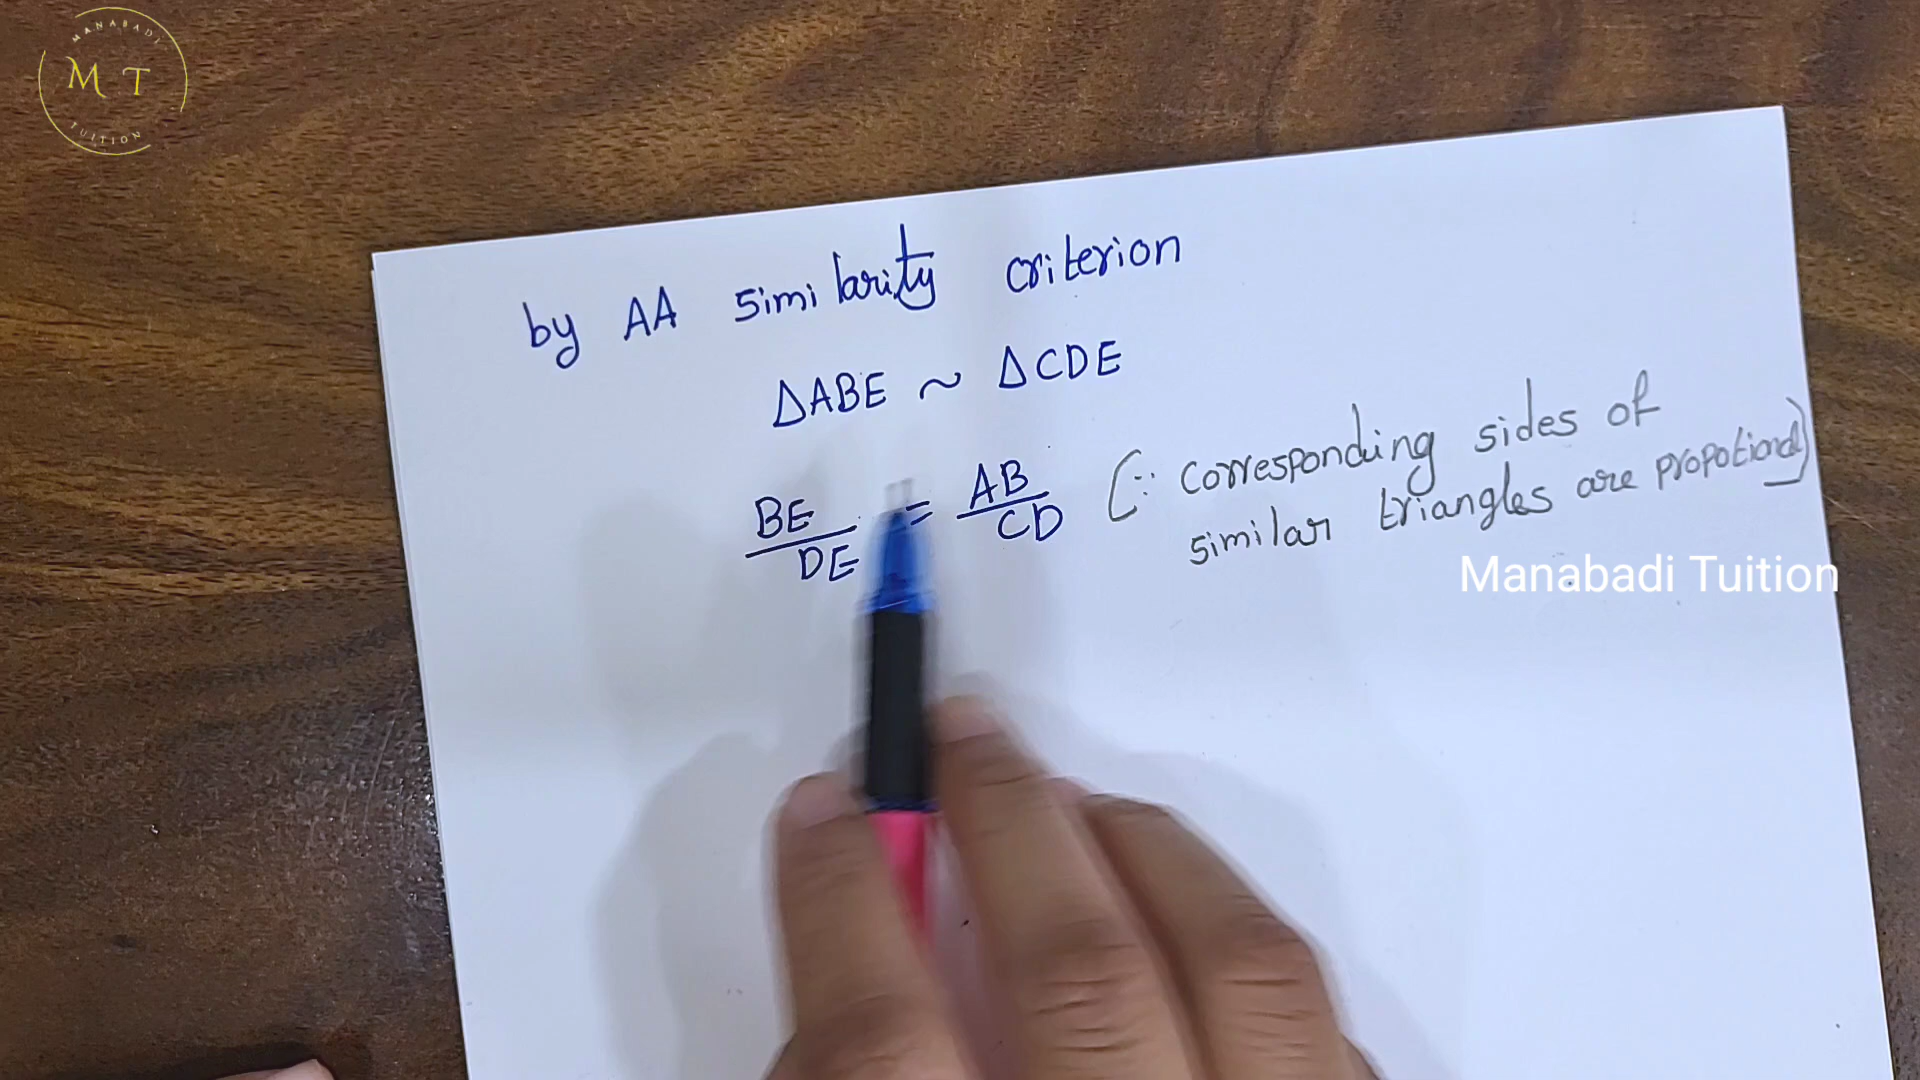 MANABADI
M T
TUITION
by AA similarity criterion
ΔABE ~ ΔCDE
BE/DE = AB/CD (∵ corresponding sides of
similar triangles are propotional)
Manabadi Tuition